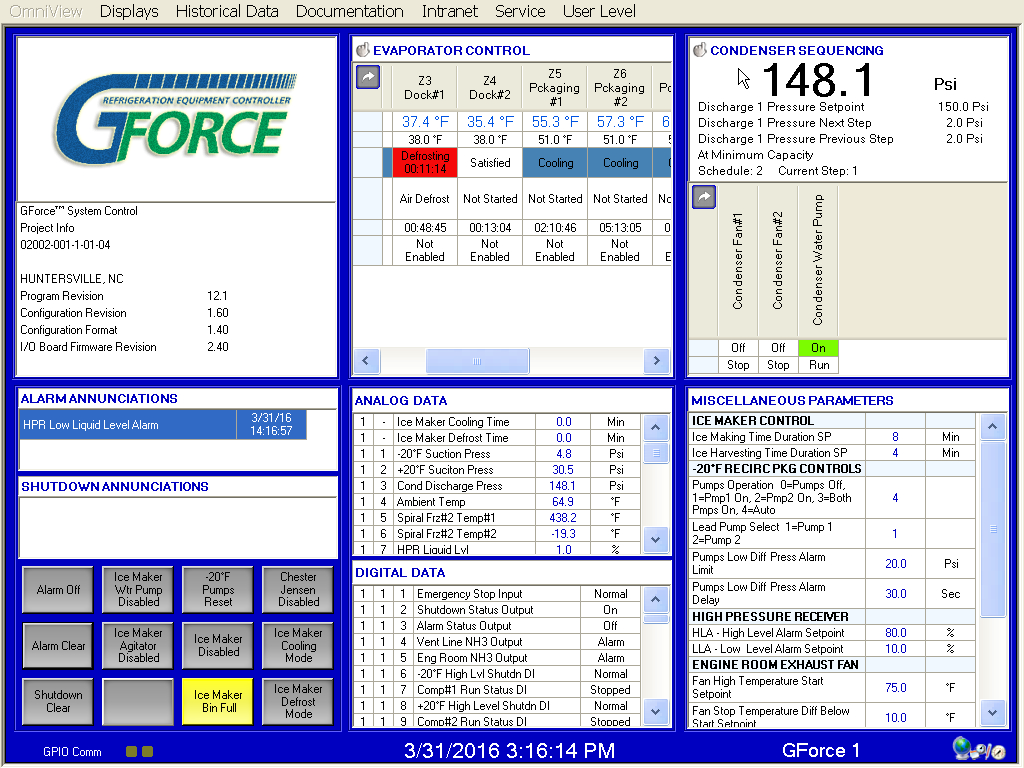 OmniView Displays Historical Data Documentation Intranet Service User Level
REFRIGERATION EQUIPMENT CONTROLLER
GFORCE
GForce™ System Control
Project Info
02002-001-1-01-04
HUNTERSVILLE, NC
Program Revision 12.1
Configuration Revision 1.60
Configuration Format 1.40
I/O Board Firmware Revision 2.40
EVAPORATOR CONTROL
Z3 Z4 Z5 Z6
Dock#1 Dock#2 Pckaging Pckaging Pc
#1 #2
37.4 °F 35.4 °F 55.3 °F 57.3 °F 6
38.0 °F 38.0 °F 51.0 °F 51.0 °F
Defrosting Satisfied Cooling Cooling
00:11:14
Air Defrost Not Started Not Started Not Started No
00:48:45 00:13:04 02:10:46 05:13:05 0
Not Not Not Not
Enabled Enabled Enabled Enabled E
CONDENSER SEQUENCING
148.1 Psi
Discharge 1 Pressure Setpoint 150.0 Psi
Discharge 1 Pressure Next Step 2.0 Psi
Discharge 1 Pressure Previous Step 2.0 Psi
At Minimum Capacity
Schedule: 2 Current Step: 1
Condenser Fan#1
Condenser Fan#2
Condenser Water Pump
Off Off On
Stop Stop Run
ALARM ANNUNCIATIONS
HPR Low Liquid Level Alarm 3/31/16
14:16:57
SHUTDOWN ANNUNCIATIONS
Alarm Off
Ice Maker
Wtr Pump
Disabled
-20°F
Pumps
Reset
Chester
Jensen
Disabled
Alarm Clear
Ice Maker
Agitator
Disabled
Ice Maker
Disabled
Ice Maker
Cooling
Mode
Shutdown
Clear
Ice Maker
Bin Full
Ice Maker
Defrost
Mode
ANALOG DATA
1 - Ice Maker Cooling Time 0.0 Min
1 - Ice Maker Defrost Time 0.0 Min
1 1 -20°F Suction Press 4.8 Psi
1 2 +20°F Suciton Press 30.5 Psi
1 3 Cond Discharge Press 148.1 Psi
1 4 Ambient Temp 64.9 °F
1 5 Spiral Frz#2 Temp#1 438.2 °F
1 6 Spiral Frz#2 Temp#2 -19.3 °F
1 7 HPR Liquid Lvl 1.0 %
DIGITAL DATA
1 1 1 Emergency Stop Input Normal
1 1 2 Shutdown Status Output On
1 1 3 Alarm Status Output Off
1 1 4 Vent Line NH3 Output Alarm
1 1 5 Eng Room NH3 Output Alarm
1 1 6 -20°F High Lvl Shutdn DI Normal
1 1 7 Comp#1 Run Status DI Stopped
1 1 8 +20°F High Level Shutdn DI Normal
1 1 9 Comp#2 Run Status DI Stopped
MISCELLANEOUS PARAMETERS
ICE MAKER CONTROL
Ice Making Time Duration SP 8 Min
Ice Harvesting Time Duration SP 4 Min
-20°F RECIRC PKG CONTROLS
Pumps Operation 0=Pumps Off,
1=Pmp1 On, 2=Pmp2 On, 3=Both 4
Pmps On, 4=Auto
Lead Pump Select 1=Pump 1 1
2=Pump 2
Pumps Low Diff Press Alarm 20.0 Psi
Limit
Pumps Low Diff Press Alarm 30.0 Sec
Delay
HIGH PRESSURE RECEIVER
HLA - High Level Alarm Setpoint 80.0 %
LLA - Low Level Alarm Setpoint 10.0 %
ENGINE ROOM EXHAUST FAN
Fan High Temperature Start 75.0 °F
Setpoint
Fan Stop Temperature Diff Below 10.0 °F
Start Setpoint
GPIO Comm 3/31/2016 3:16:14 PM GForce 1